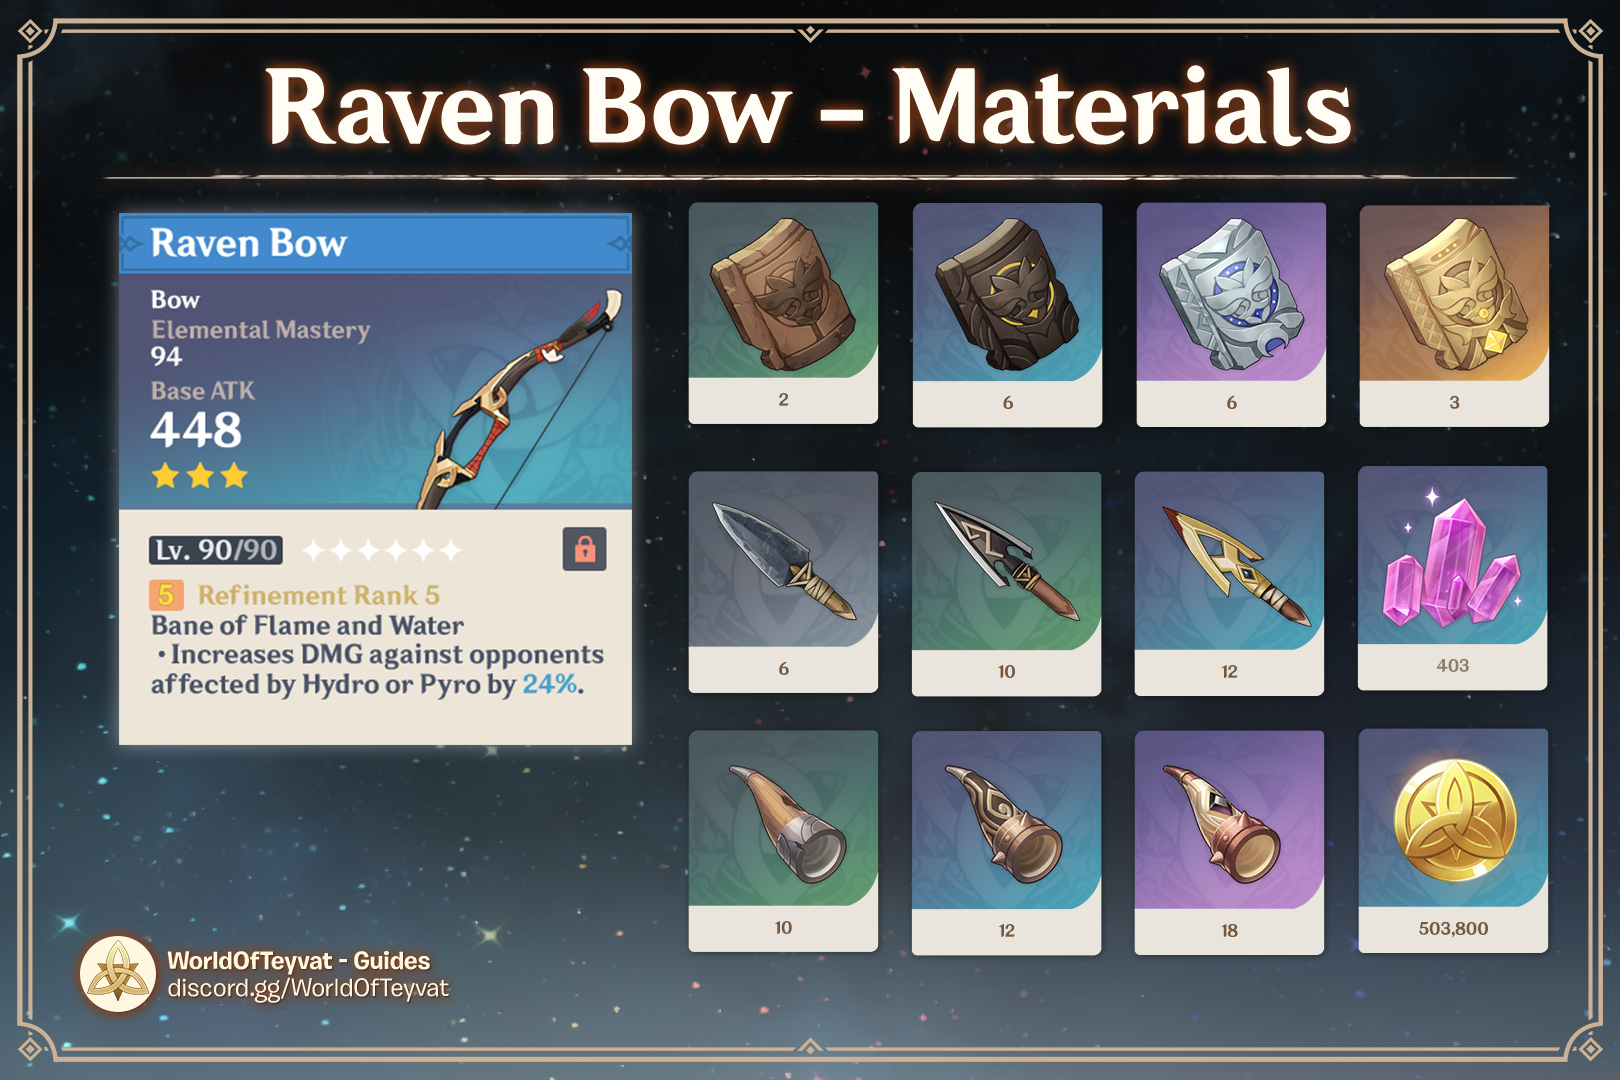 Raven Bow – Materials
Raven Bow
Bow
Elemental Mastery
94
Base ATK
448
Lv. 90/90
5 Refinement Rank 5
Bane of Flame and Water
• Increases DMG against opponents
affected by Hydro or Pyro by 24%.
2
6
6
3
6
10
12
403
10
12
18
503,800
WorldOfTeyvat - Guides
discord.gg/WorldOfTeyvat